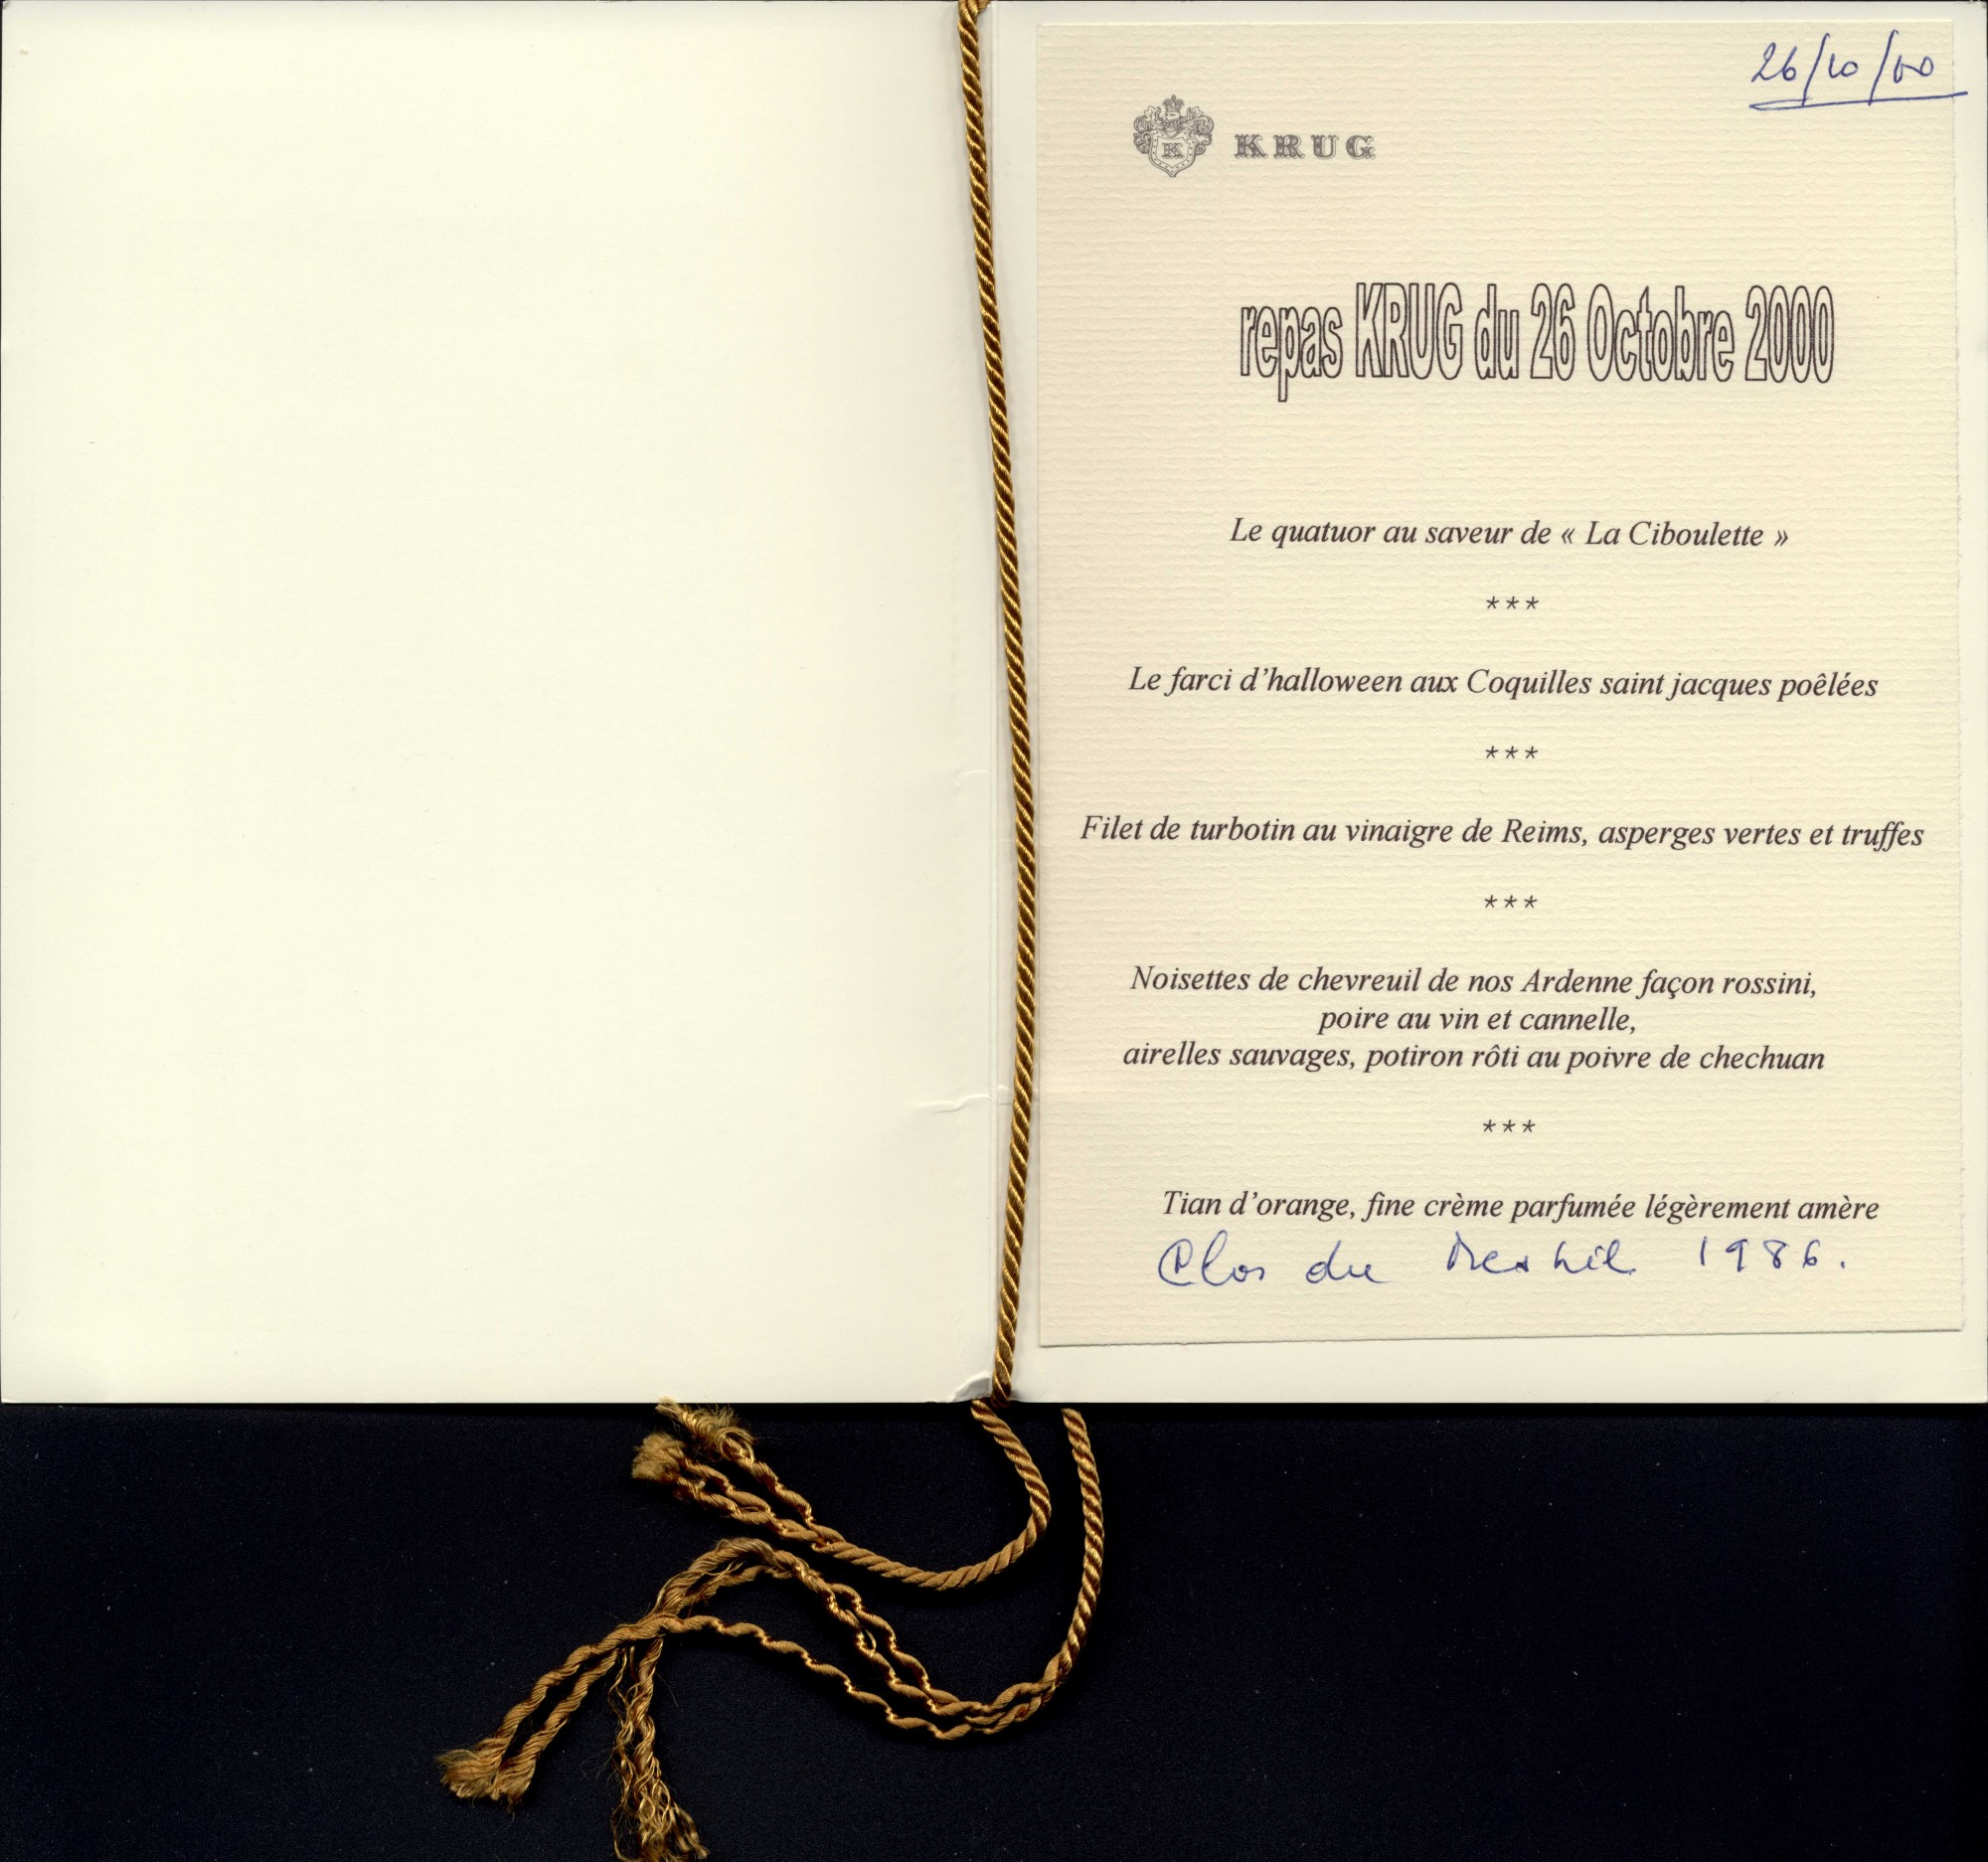 26/10/00
K
KRUG
repas KRUG du 26 Octobre 2000
Le quatuor au saveur de « La Ciboulette »
***
Le farci d’halloween aux Coquilles saint jacques poêlées
***
Filet de turbotin au vinaigre de Reims, asperges vertes et truffes
***
Noisettes de chevreuil de nos Ardenne façon rossini,
poire au vin et cannelle,
airelles sauvages, potiron rôti au poivre de chechuan
***
Tian d’orange, fine crème parfumée légèrement amère
Clos du Mesnil 1986.